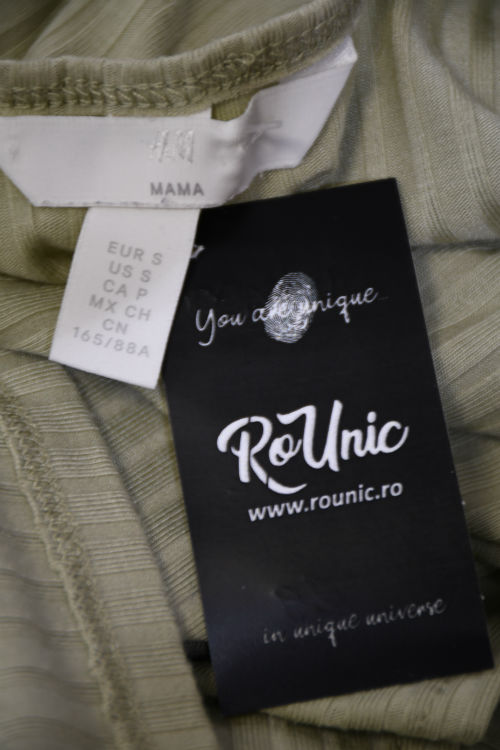 H&M
MAMA
EUR S
US S
CA P
MX CH
CN
165/88A
You are unique
RoUnic
www.rounic.ro
in unique universe